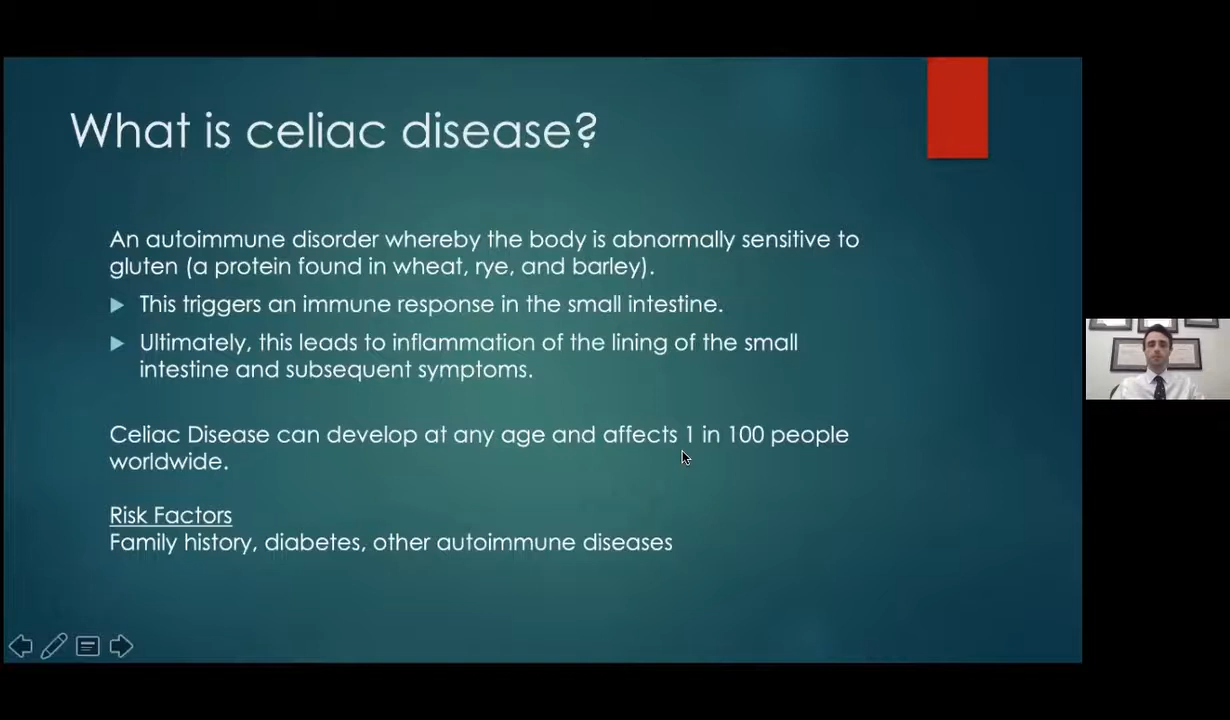 What is celiac disease?
An autoimmune disorder whereby the body is abnormally sensitive to
gluten (a protein found in wheat, rye, and barley).
This triggers an immune response in the small intestine.
Ultimately, this leads to inflammation of the lining of the small
intestine and subsequent symptoms.
Celiac Disease can develop at any age and affects 1 in 100 people
worldwide.
Risk Factors
Family history, diabetes, other autoimmune diseases